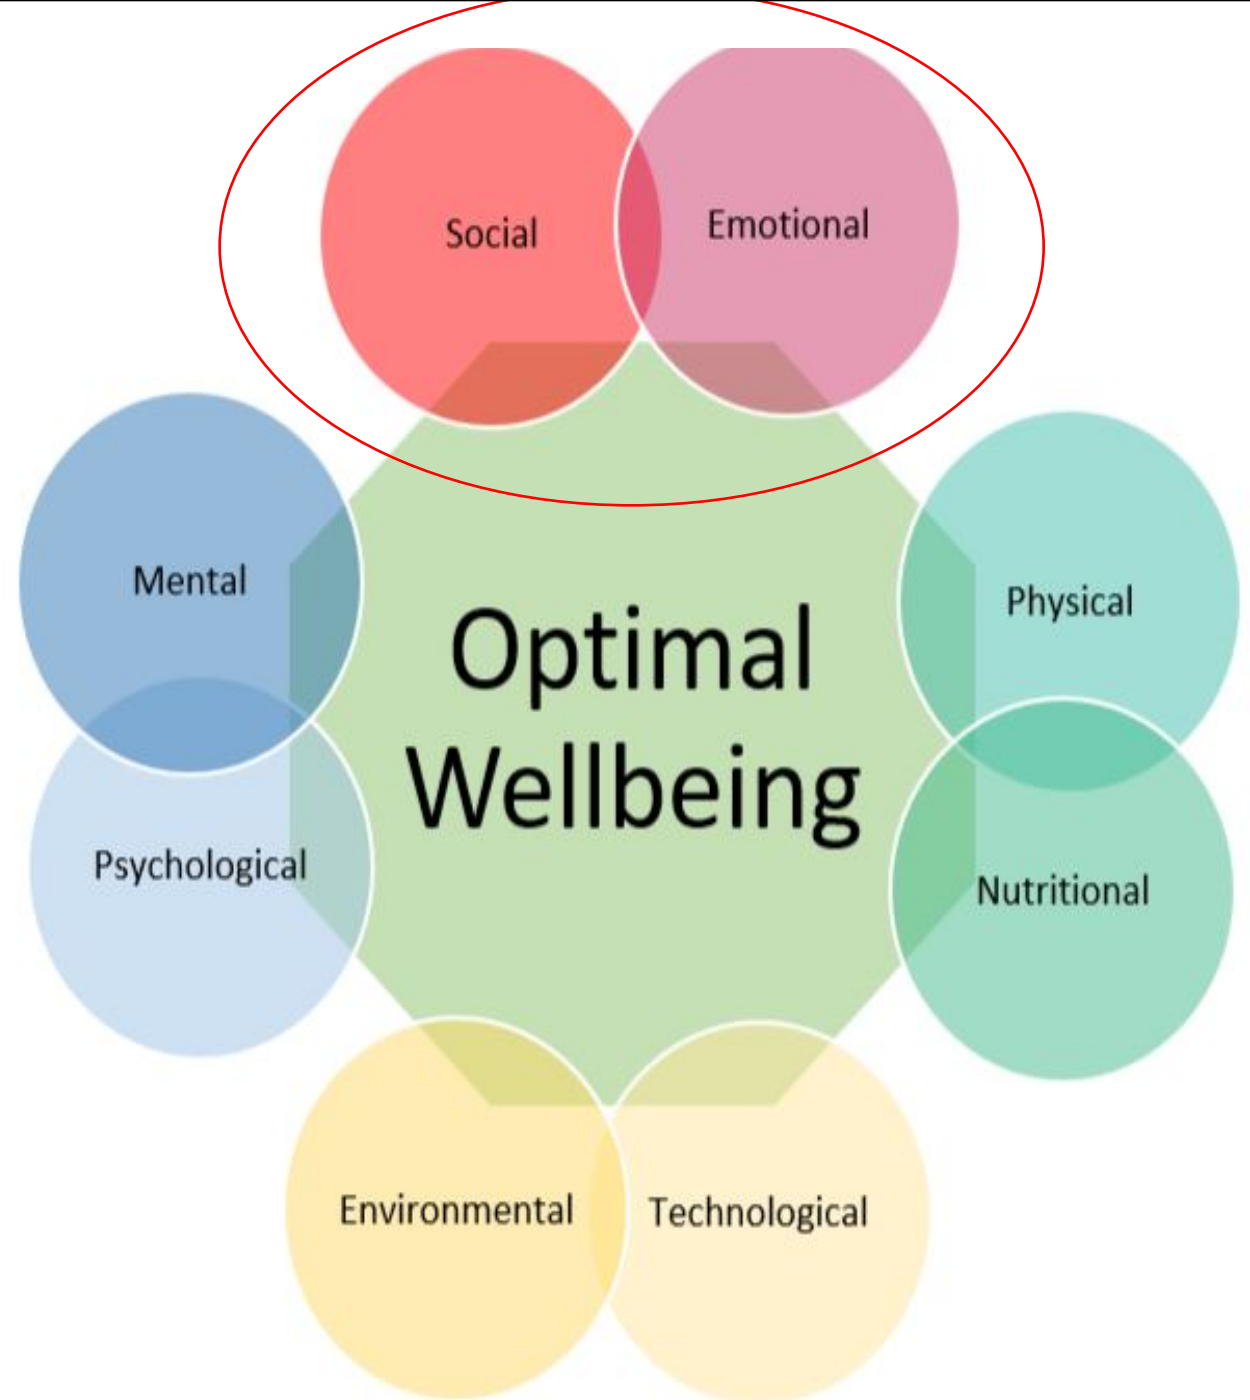 Social
Emotional
Mental
Physical
Optimal
Wellbeing
Psychological
Nutritional
Environmental
Technological